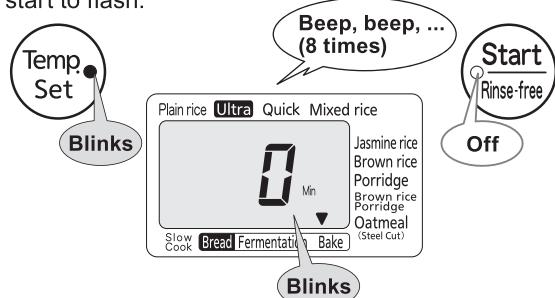 start to flash.
Beep, beep, ...
(8 times)
Temp.
Set
Start
Rinse-free
Blinks
Off
Plain rice Ultra Quick Mixed rice
Jasmine rice
Brown rice
Porridge
Brown rice
Porridge
Oatmeal
(Steel Cut)
0 Min
Slow
Cook Bread Fermentation Bake
Blinks